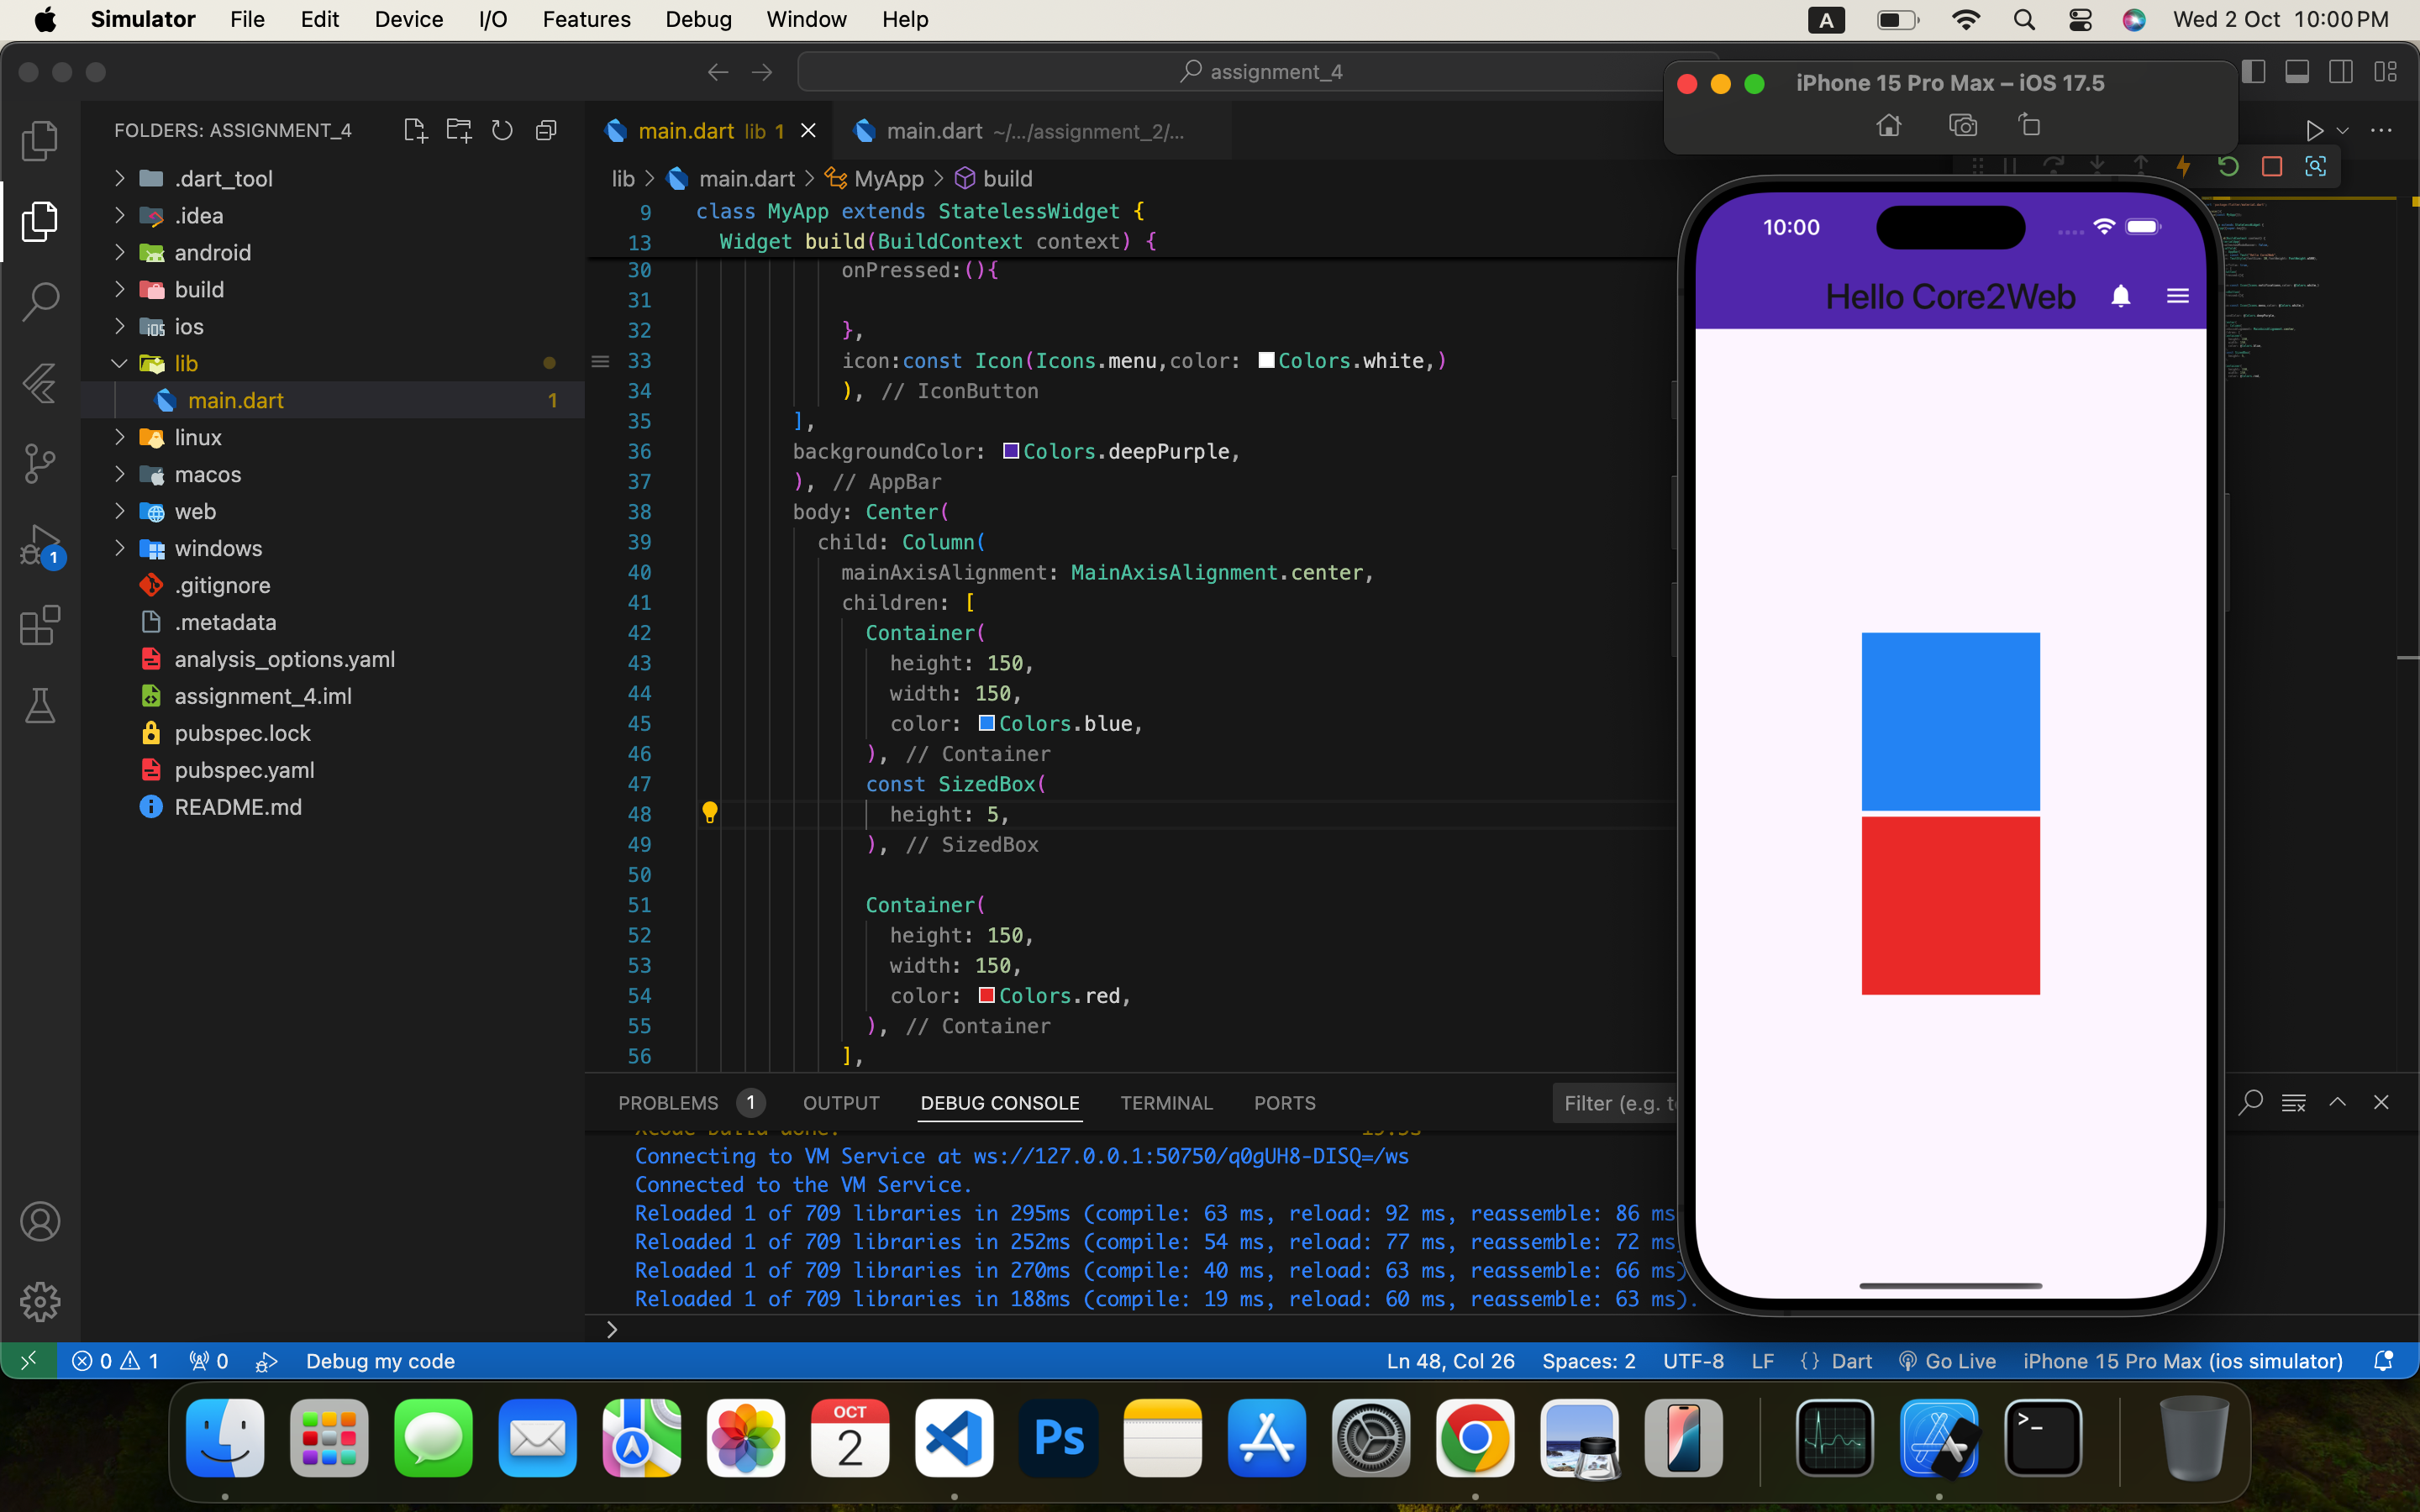 Simulator File Edit Device I/O Features Debug Window Help
A
Wed 2 Oct 10:00 PM
assignment_4
iPhone 15 Pro Max – iOS 17.5
FOLDERS: ASSIGNMENT_4
.dart_tool
.idea
android
build
ios
lib
main.dart 1
linux
macos
web
windows
.gitignore
.metadata
analysis_options.yaml
assignment_4.iml
pubspec.lock
pubspec.yaml
README.md
1
main.dart lib 1
main.dart ~/.../assignment_2/...
lib > main.dart > MyApp > build
9 class MyApp extends StatelessWidget {
13 Widget build(BuildContext context) {
30 onPressed:(){
31
32 },
33 icon:const Icon(Icons.menu,color: Colors.white,)
34 ), // IconButton
35 ],
36 backgroundColor: Colors.deepPurple,
37 ), // AppBar
38 body: Center(
39 child: Column(
40 mainAxisAlignment: MainAxisAlignment.center,
41 children: [
42 Container(
43 height: 150,
44 width: 150,
45 color: Colors.blue,
46 ), // Container
47 const SizedBox(
48 height: 5,
49 ), // SizedBox
50
51 Container(
52 height: 150,
53 width: 150,
54 color: Colors.red,
55 ), // Container
56 ],
10:00
Hello Core2Web
PROBLEMS 1 OUTPUT DEBUG CONSOLE TERMINAL PORTS
Filter (e.g. t
Xcode build done. 19.5s
Connecting to VM Service at ws://127.0.0.1:50750/q0gUH8-DISQ=/ws
Connected to the VM Service.
Reloaded 1 of 709 libraries in 295ms (compile: 63 ms, reload: 92 ms, reassemble: 86 ms
Reloaded 1 of 709 libraries in 252ms (compile: 54 ms, reload: 77 ms, reassemble: 72 ms
Reloaded 1 of 709 libraries in 270ms (compile: 40 ms, reload: 63 ms, reassemble: 66 ms)
Reloaded 1 of 709 libraries in 188ms (compile: 19 ms, reload: 60 ms, reassemble: 63 ms).
0 1 0 Debug my code
Ln 48, Col 26 Spaces: 2 UTF-8 LF {} Dart Go Live iPhone 15 Pro Max (ios simulator)
OCT
2
Ps